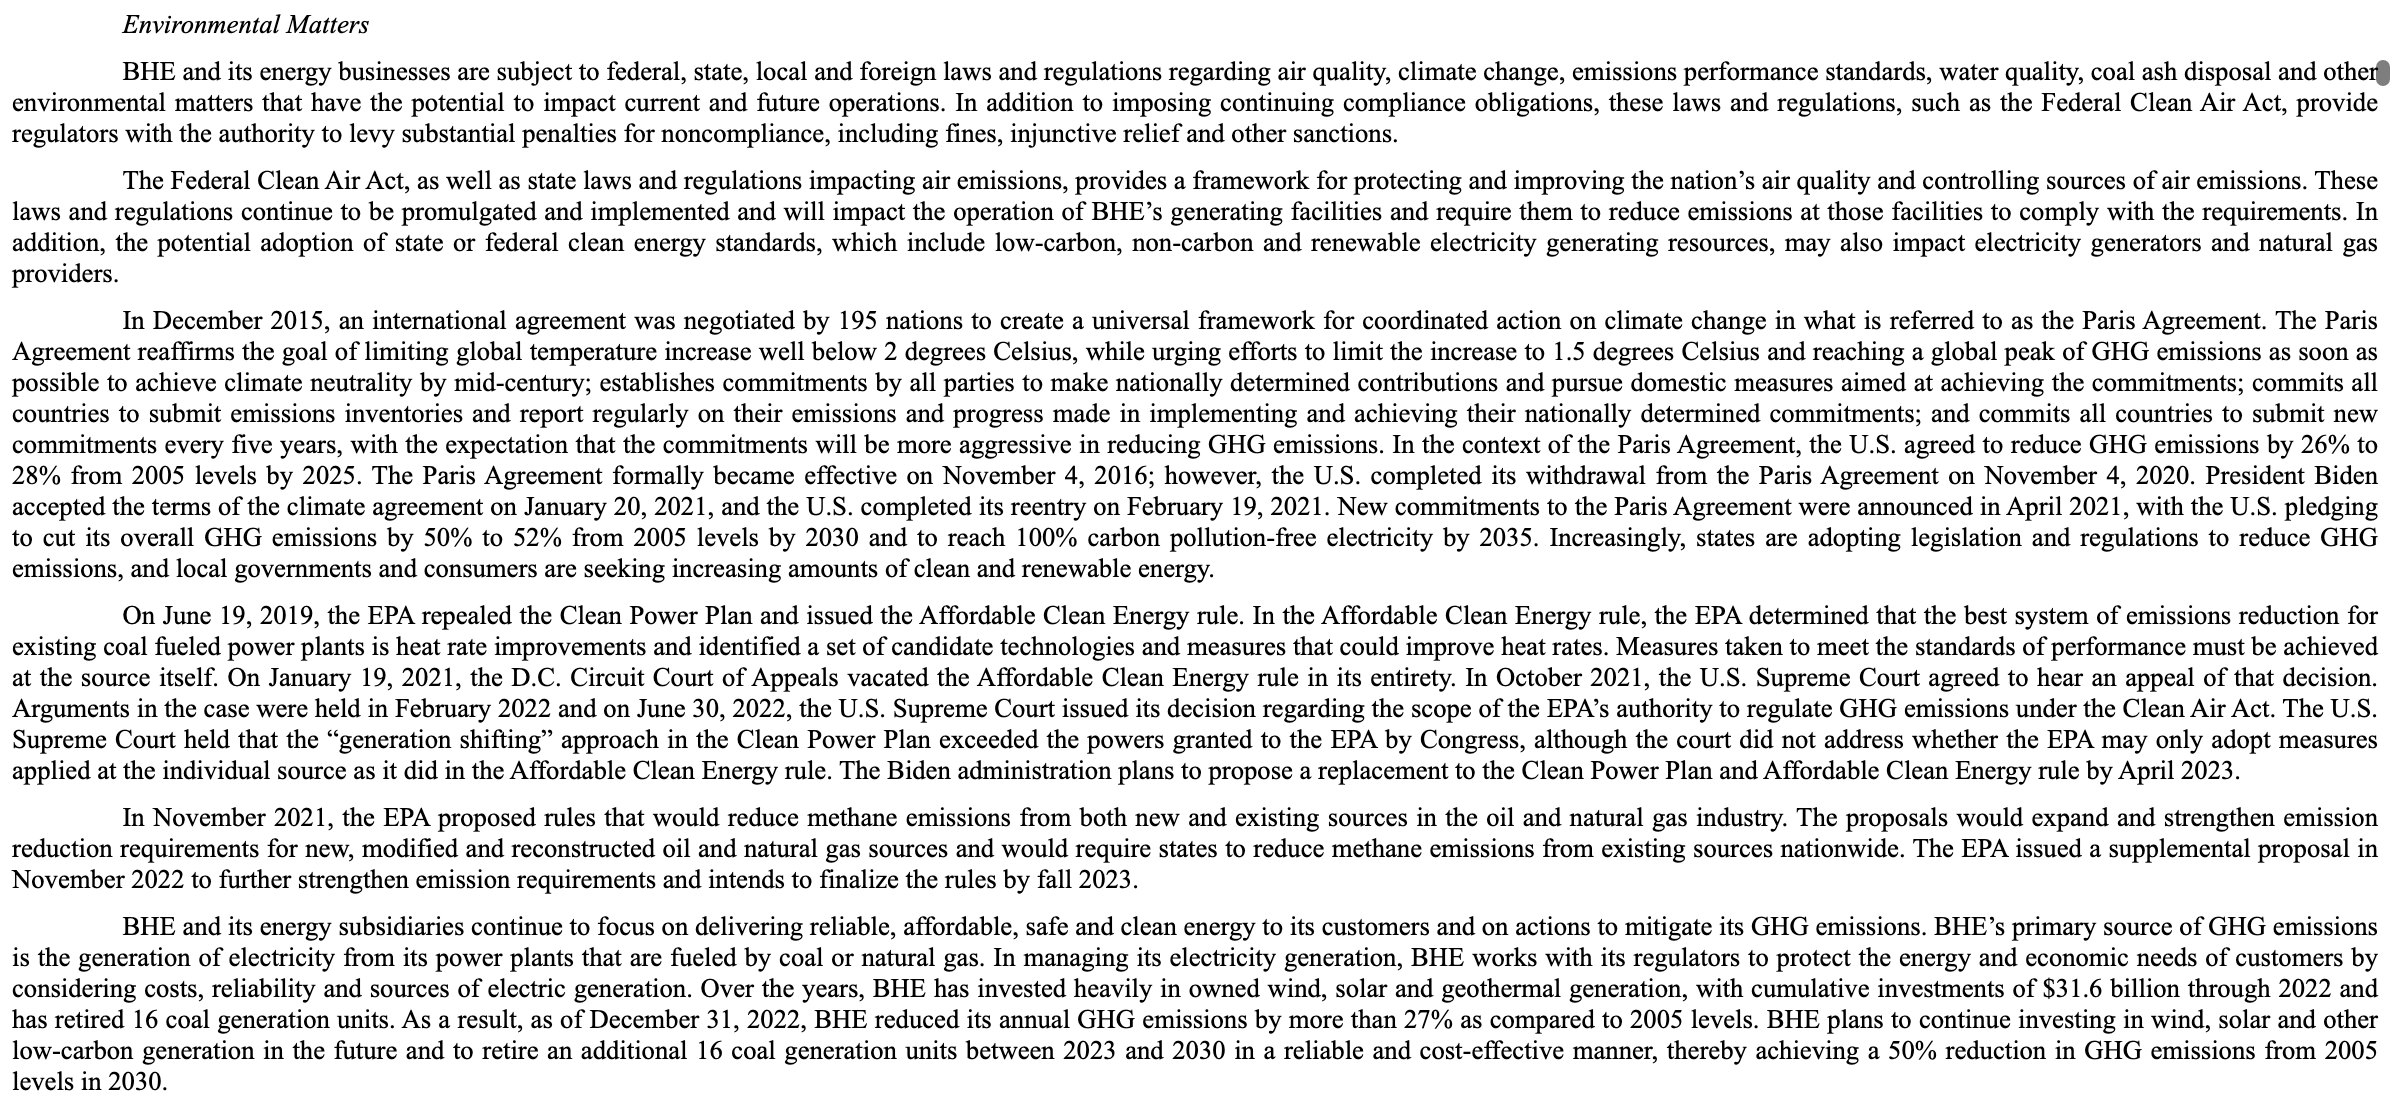 Environmental Matters
BHE and its energy businesses are subject to federal, state, local and foreign laws and regulations regarding air quality, climate change, emissions performance standards, water quality, coal ash disposal and other
environmental matters that have the potential to impact current and future operations. In addition to imposing continuing compliance obligations, these laws and regulations, such as the Federal Clean Air Act, provide
regulators with the authority to levy substantial penalties for noncompliance, including fines, injunctive relief and other sanctions.
The Federal Clean Air Act, as well as state laws and regulations impacting air emissions, provides a framework for protecting and improving the nation’s air quality and controlling sources of air emissions. These
laws and regulations continue to be promulgated and implemented and will impact the operation of BHE’s generating facilities and require them to reduce emissions at those facilities to comply with the requirements. In
addition, the potential adoption of state or federal clean energy standards, which include low-carbon, non-carbon and renewable electricity generating resources, may also impact electricity generators and natural gas
providers.
In December 2015, an international agreement was negotiated by 195 nations to create a universal framework for coordinated action on climate change in what is referred to as the Paris Agreement. The Paris
Agreement reaffirms the goal of limiting global temperature increase well below 2 degrees Celsius, while urging efforts to limit the increase to 1.5 degrees Celsius and reaching a global peak of GHG emissions as soon as
possible to achieve climate neutrality by mid-century; establishes commitments by all parties to make nationally determined contributions and pursue domestic measures aimed at achieving the commitments; commits all
countries to submit emissions inventories and report regularly on their emissions and progress made in implementing and achieving their nationally determined commitments; and commits all countries to submit new
commitments every five years, with the expectation that the commitments will be more aggressive in reducing GHG emissions. In the context of the Paris Agreement, the U.S. agreed to reduce GHG emissions by 26% to
28% from 2005 levels by 2025. The Paris Agreement formally became effective on November 4, 2016; however, the U.S. completed its withdrawal from the Paris Agreement on November 4, 2020. President Biden
accepted the terms of the climate agreement on January 20, 2021, and the U.S. completed its reentry on February 19, 2021. New commitments to the Paris Agreement were announced in April 2021, with the U.S. pledging
to cut its overall GHG emissions by 50% to 52% from 2005 levels by 2030 and to reach 100% carbon pollution-free electricity by 2035. Increasingly, states are adopting legislation and regulations to reduce GHG
emissions, and local governments and consumers are seeking increasing amounts of clean and renewable energy.
On June 19, 2019, the EPA repealed the Clean Power Plan and issued the Affordable Clean Energy rule. In the Affordable Clean Energy rule, the EPA determined that the best system of emissions reduction for
existing coal fueled power plants is heat rate improvements and identified a set of candidate technologies and measures that could improve heat rates. Measures taken to meet the standards of performance must be achieved
at the source itself. On January 19, 2021, the D.C. Circuit Court of Appeals vacated the Affordable Clean Energy rule in its entirety. In October 2021, the U.S. Supreme Court agreed to hear an appeal of that decision.
Arguments in the case were held in February 2022 and on June 30, 2022, the U.S. Supreme Court issued its decision regarding the scope of the EPA’s authority to regulate GHG emissions under the Clean Air Act. The U.S.
Supreme Court held that the “generation shifting” approach in the Clean Power Plan exceeded the powers granted to the EPA by Congress, although the court did not address whether the EPA may only adopt measures
applied at the individual source as it did in the Affordable Clean Energy rule. The Biden administration plans to propose a replacement to the Clean Power Plan and Affordable Clean Energy rule by April 2023.
In November 2021, the EPA proposed rules that would reduce methane emissions from both new and existing sources in the oil and natural gas industry. The proposals would expand and strengthen emission
reduction requirements for new, modified and reconstructed oil and natural gas sources and would require states to reduce methane emissions from existing sources nationwide. The EPA issued a supplemental proposal in
November 2022 to further strengthen emission requirements and intends to finalize the rules by fall 2023.
BHE and its energy subsidiaries continue to focus on delivering reliable, affordable, safe and clean energy to its customers and on actions to mitigate its GHG emissions. BHE’s primary source of GHG emissions
is the generation of electricity from its power plants that are fueled by coal or natural gas. In managing its electricity generation, BHE works with its regulators to protect the energy and economic needs of customers by
considering costs, reliability and sources of electric generation. Over the years, BHE has invested heavily in owned wind, solar and geothermal generation, with cumulative investments of $31.6 billion through 2022 and
has retired 16 coal generation units. As a result, as of December 31, 2022, BHE reduced its annual GHG emissions by more than 27% as compared to 2005 levels. BHE plans to continue investing in wind, solar and other
low-carbon generation in the future and to retire an additional 16 coal generation units between 2023 and 2030 in a reliable and cost-effective manner, thereby achieving a 50% reduction in GHG emissions from 2005
levels in 2030.